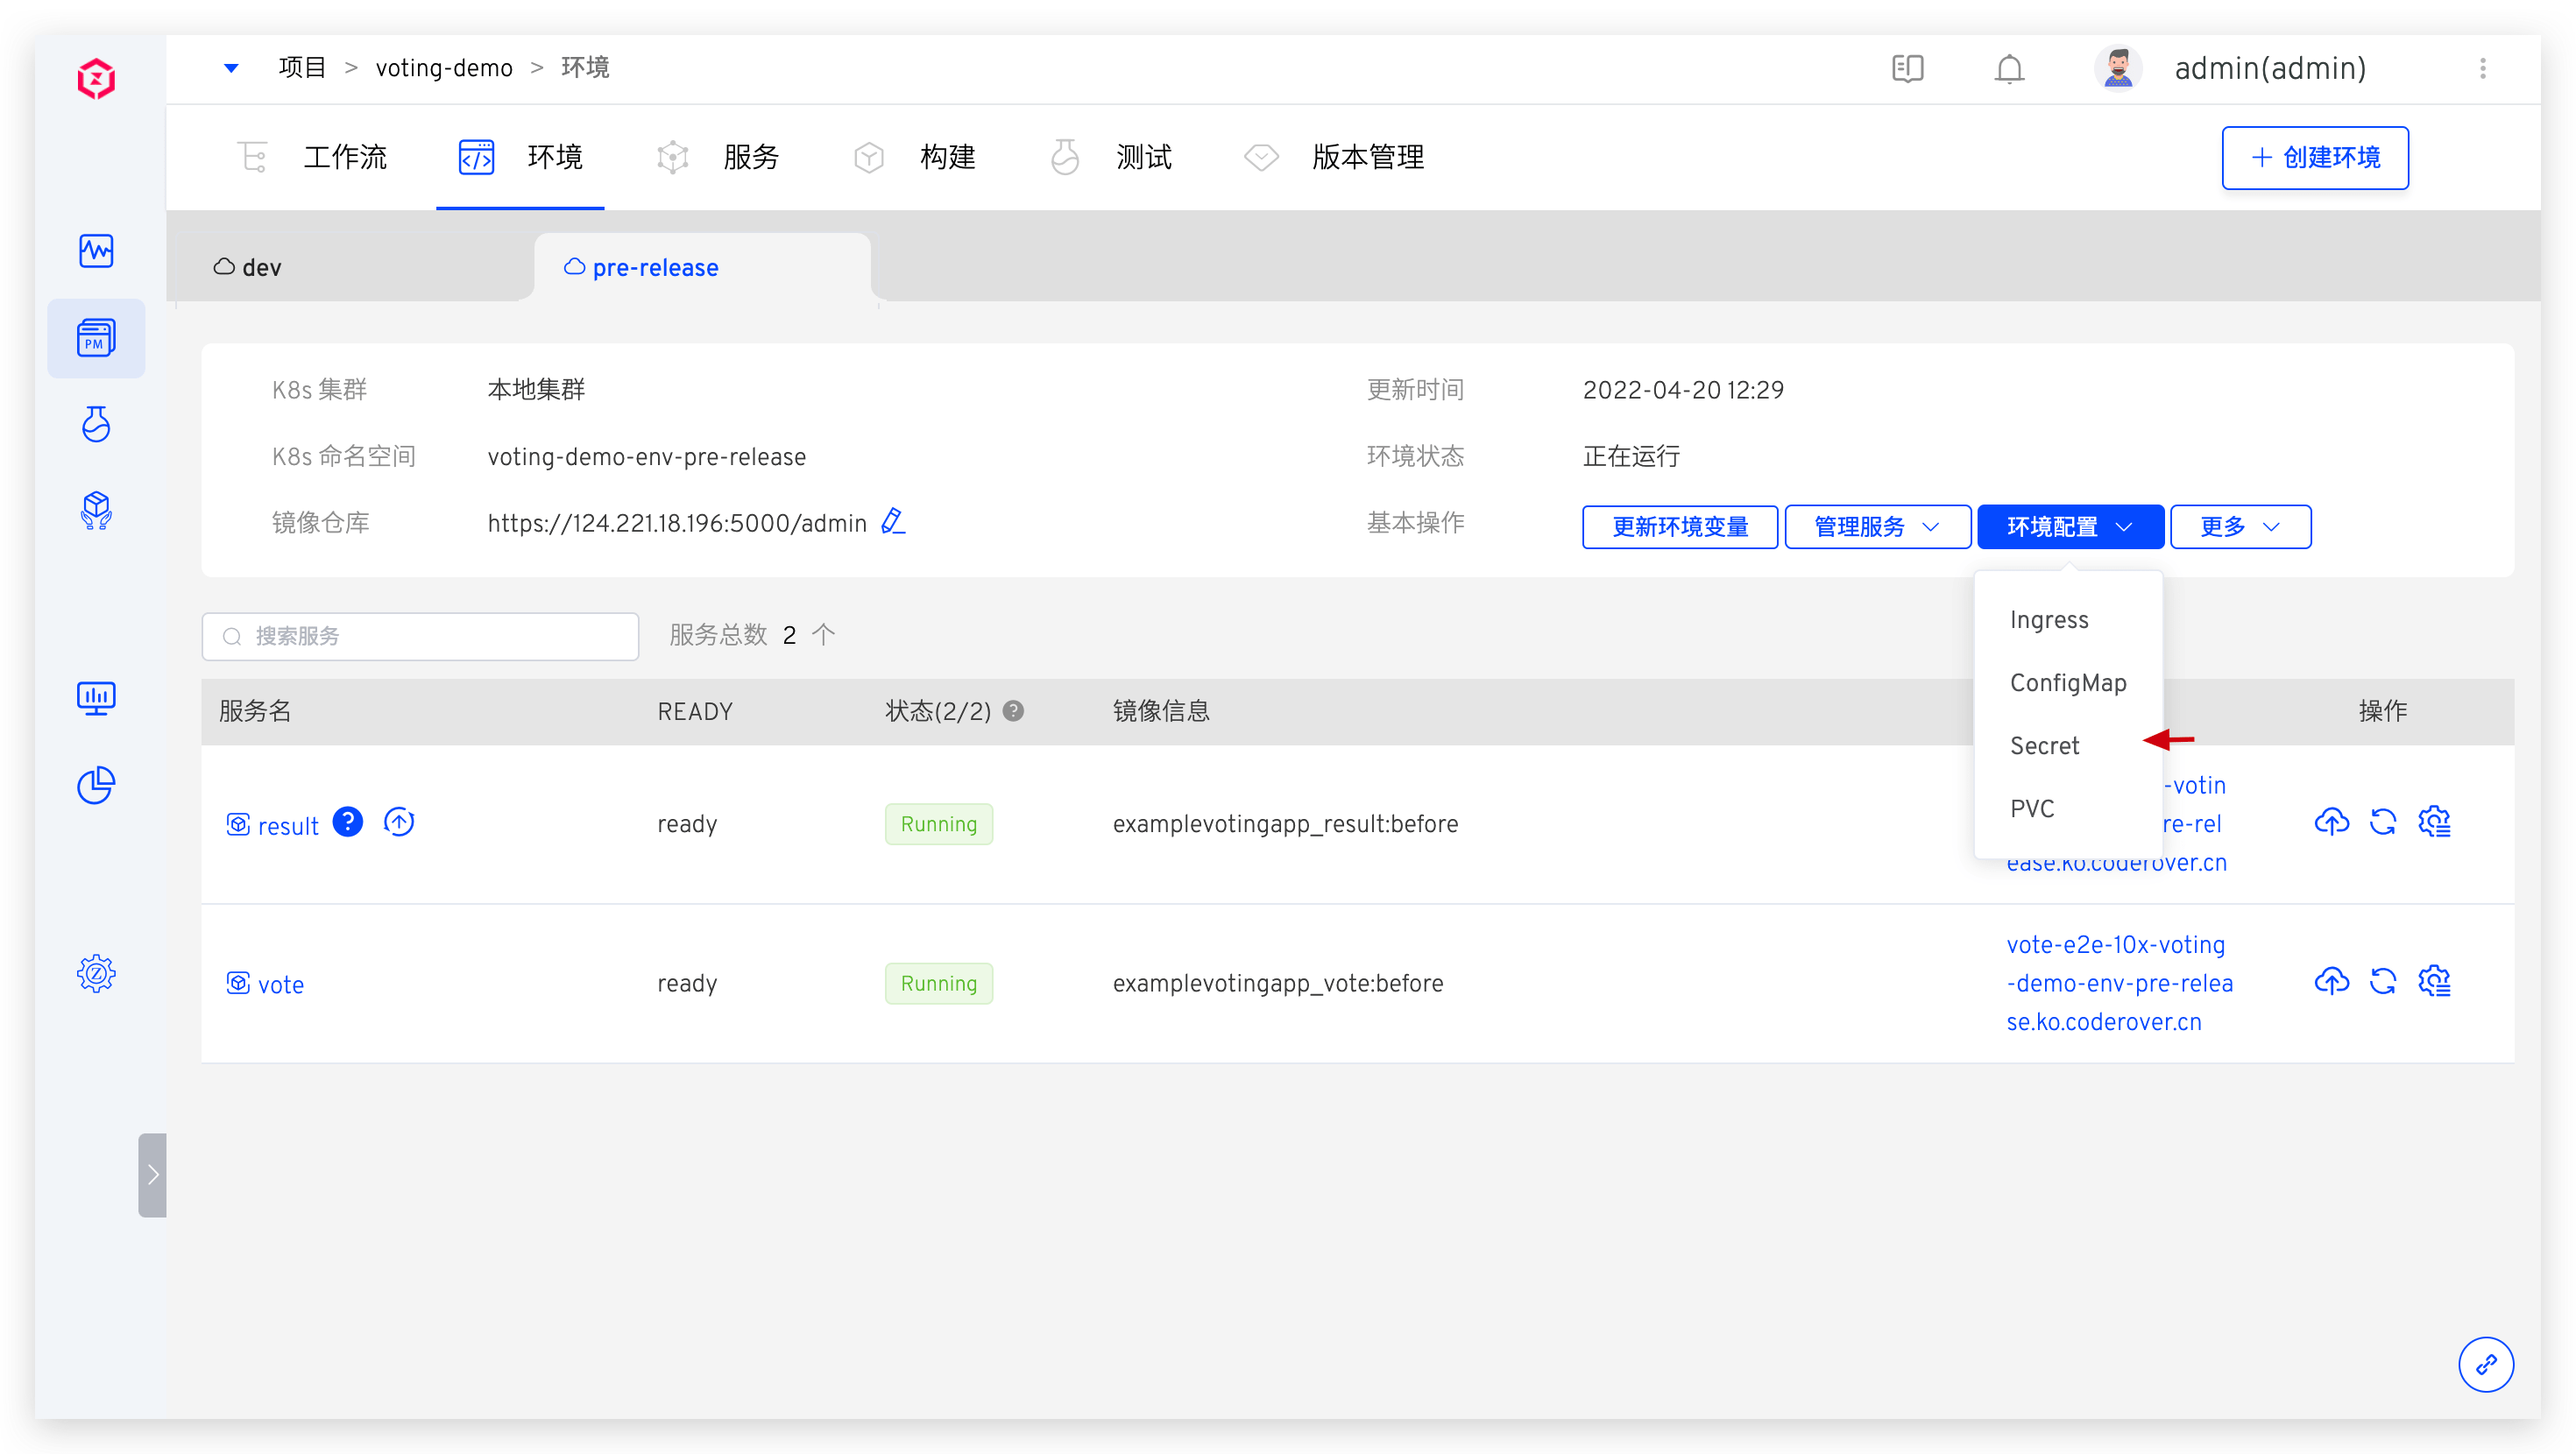 项目 > voting-demo > 环境
admin(admin)
工作流 环境 服务 构建 测试 版本管理
+ 创建环境
dev
pre-release
PM
K8s 集群 本地集群
更新时间 2022-04-20 12:29
K8s 命名空间 voting-demo-env-pre-release
环境状态 正在运行
镜像仓库 https://124.221.18.196:5000/admin
基本操作 更新环境变量 管理服务 环境配置 更多
Ingress
ConfigMap
Secret
PVC
搜索服务
服务总数 2 个
服务名 READY 状态(2/2) 镜像信息 操作
result ready Running examplevotingapp_result:before
-votin
re-rel
ease.ko.coderover.cn
vote ready Running examplevotingapp_vote:before
vote-e2e-10x-voting
-demo-env-pre-relea
se.ko.coderover.cn